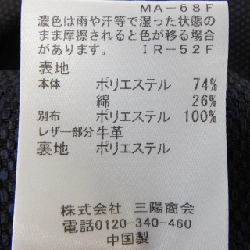 MA-68F
濃色は雨や汗等で湿った状態の
まま摩擦されると色が移る場合
があります。 IR-52F
表地
本体 ポリエステル 74%
綿 26%
別布 ポリエステル 100%
レザー部分 牛革
裏地 ポリエステル
株式会社 三陽商会
電話0120-340-460
中国製